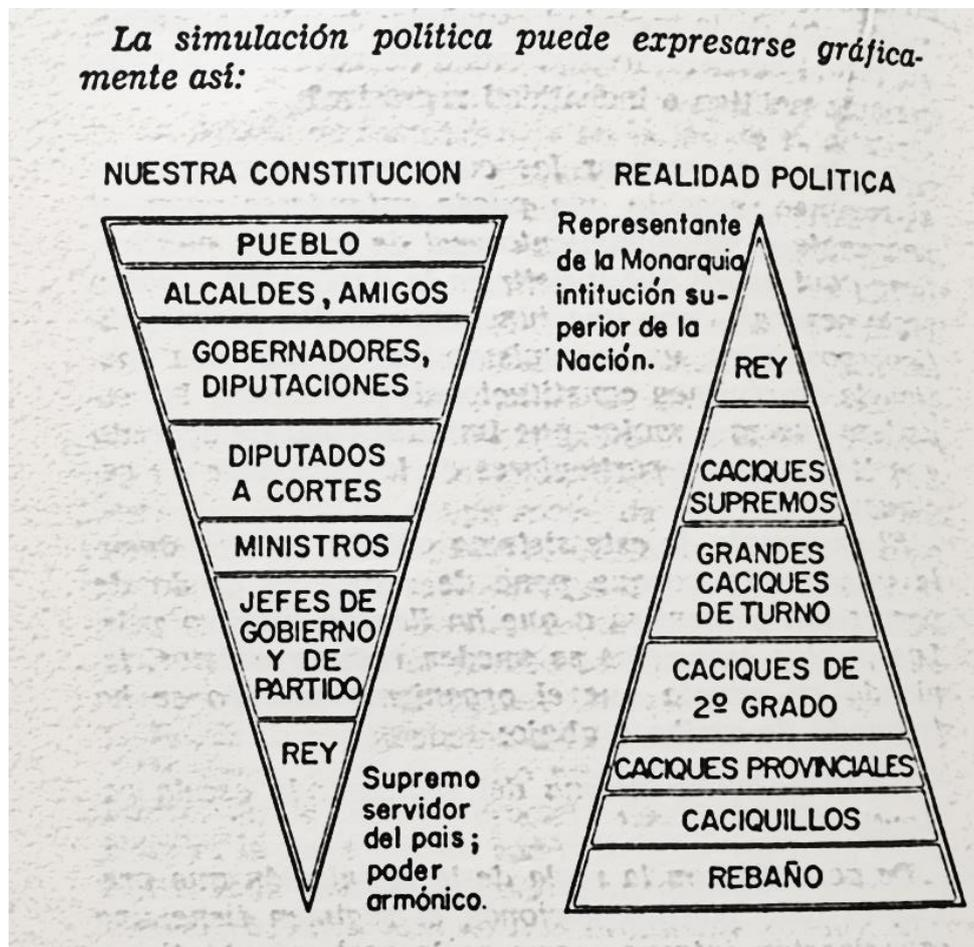 La simulación política puede expresarse gráfica-
mente así:
NUESTRA CONSTITUCION
PUEBLO
ALCALDES, AMIGOS
GOBERNADORES,
DIPUTACIONES
DIPUTADOS
A CORTES
MINISTROS
JEFES DE
GOBIERNO
Y DE
PARTIDO
REY
Supremo
servidor
del pais;
poder
armónico.
REALIDAD POLITICA
Representante
de la Monarquia
intitución su-
perior de la
Nación.
REY
CACIQUES
SUPREMOS
GRANDES
CACIQUES
DE TURNO
CACIQUES DE
2º GRADO
CACIQUES PROVINCIALES
CACIQUILLOS
REBAÑO